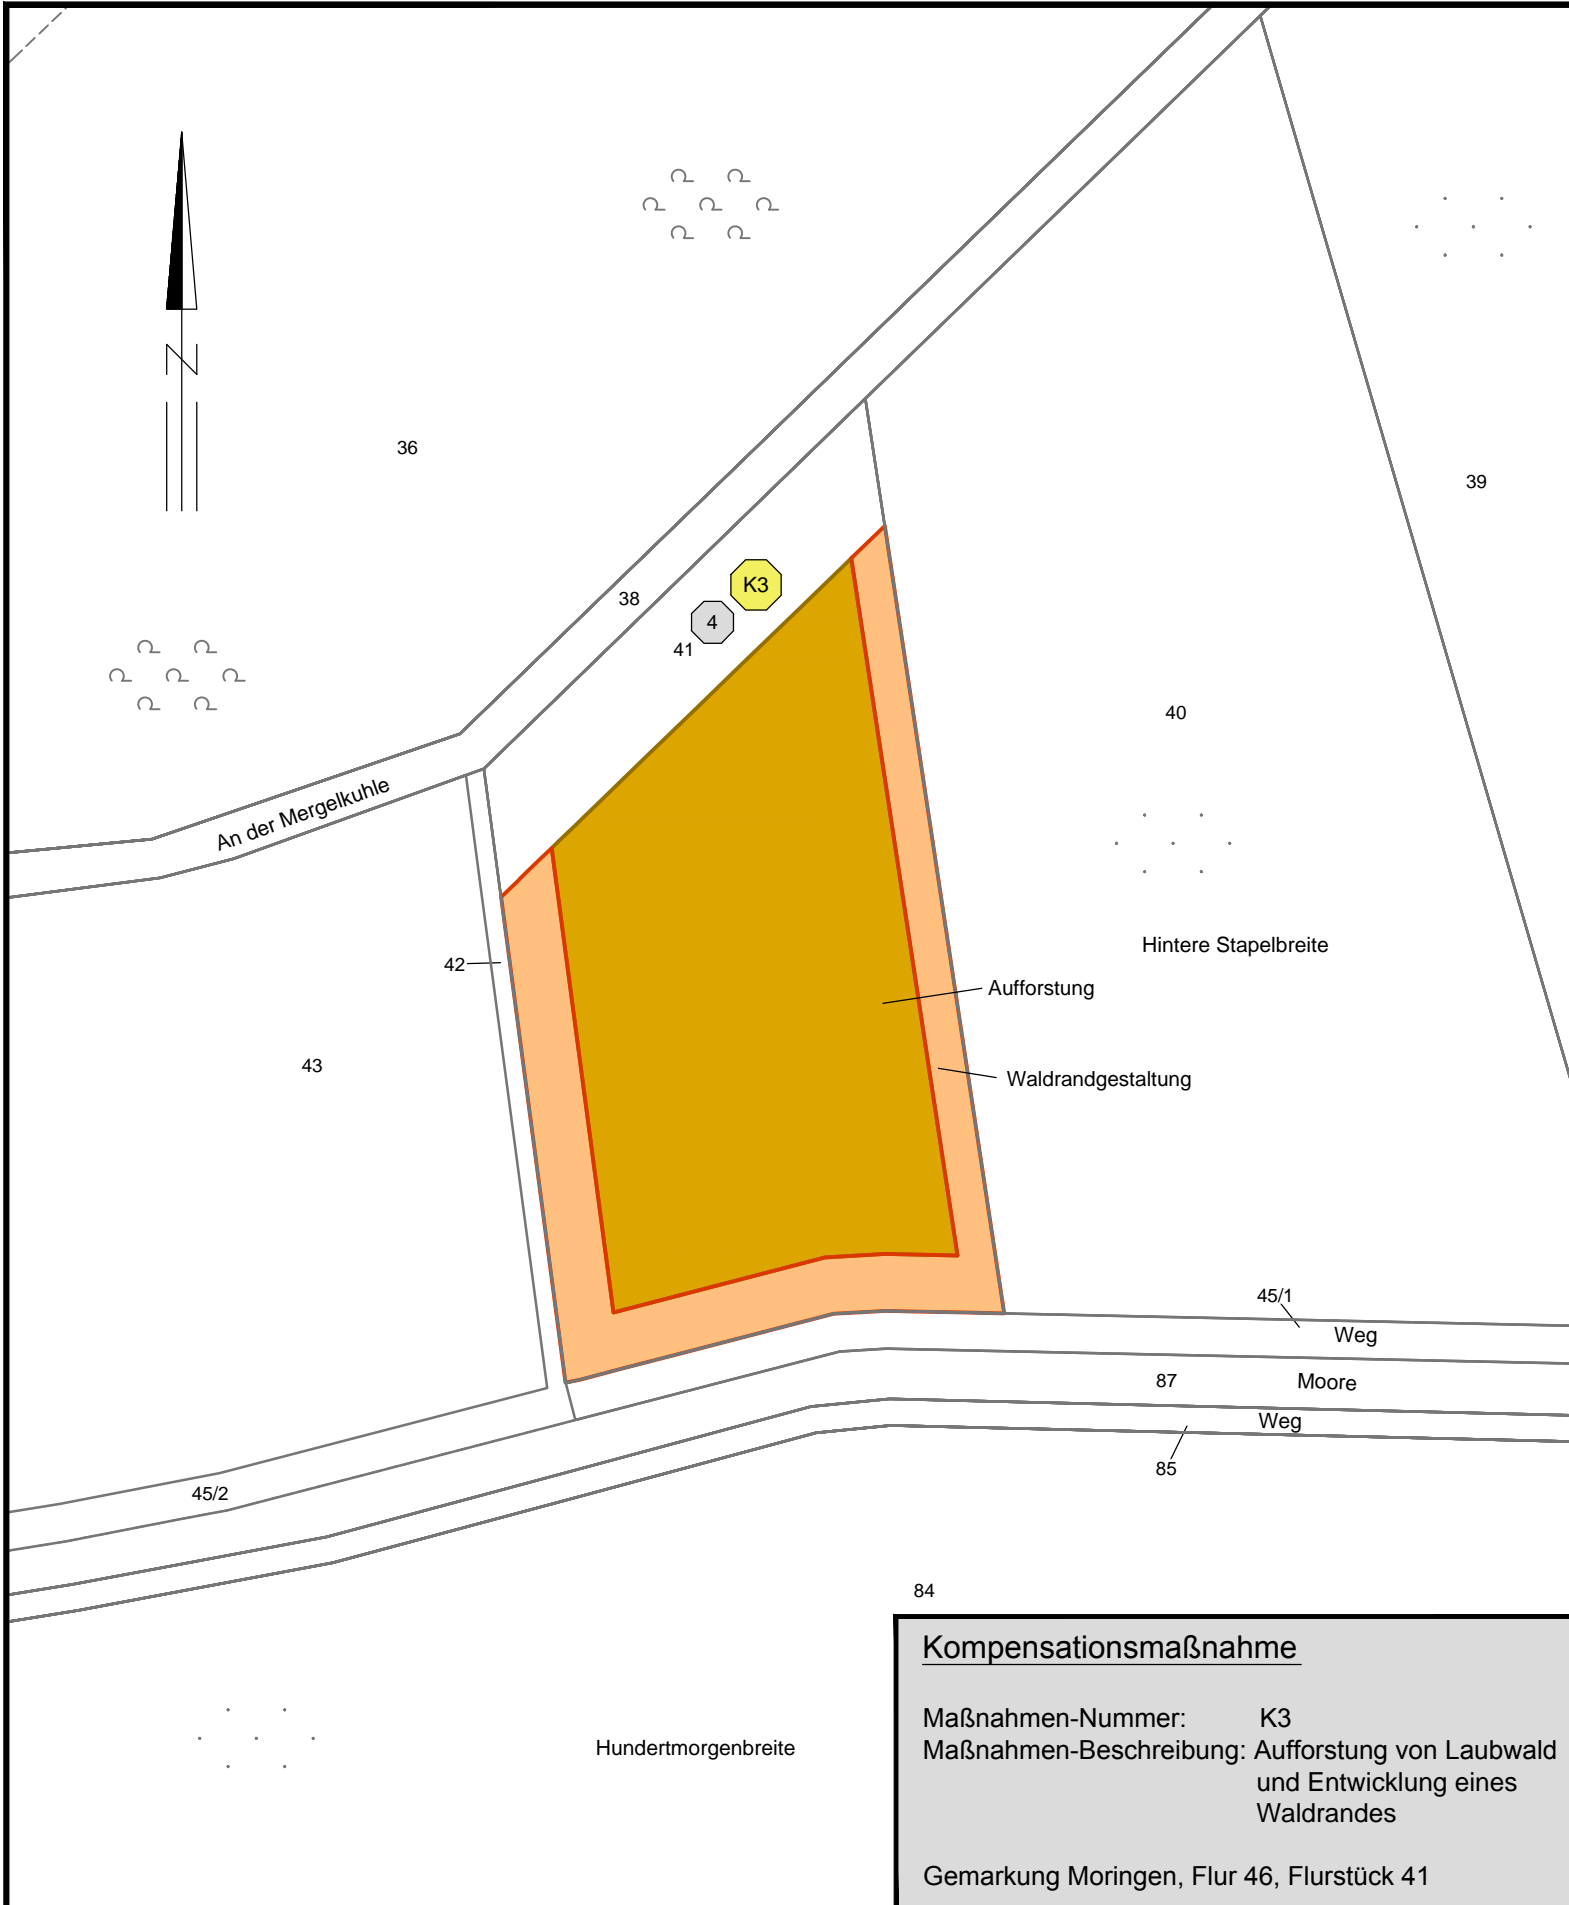 N
36
39
K3
38
4
41
40
An der Mergelkuhle
Hintere Stapelbreite
42
Aufforstung
43
Waldrandgestaltung
45/1
Weg
87
Moore
Weg
85
45/2
84
Hundertmorgenbreite
Kompensationsmaßnahme
Maßnahmen-Nummer: K3
Maßnahmen-Beschreibung: Aufforstung von Laubwald
und Entwicklung eines
Waldrandes
Gemarkung Moringen, Flur 46, Flurstück 41